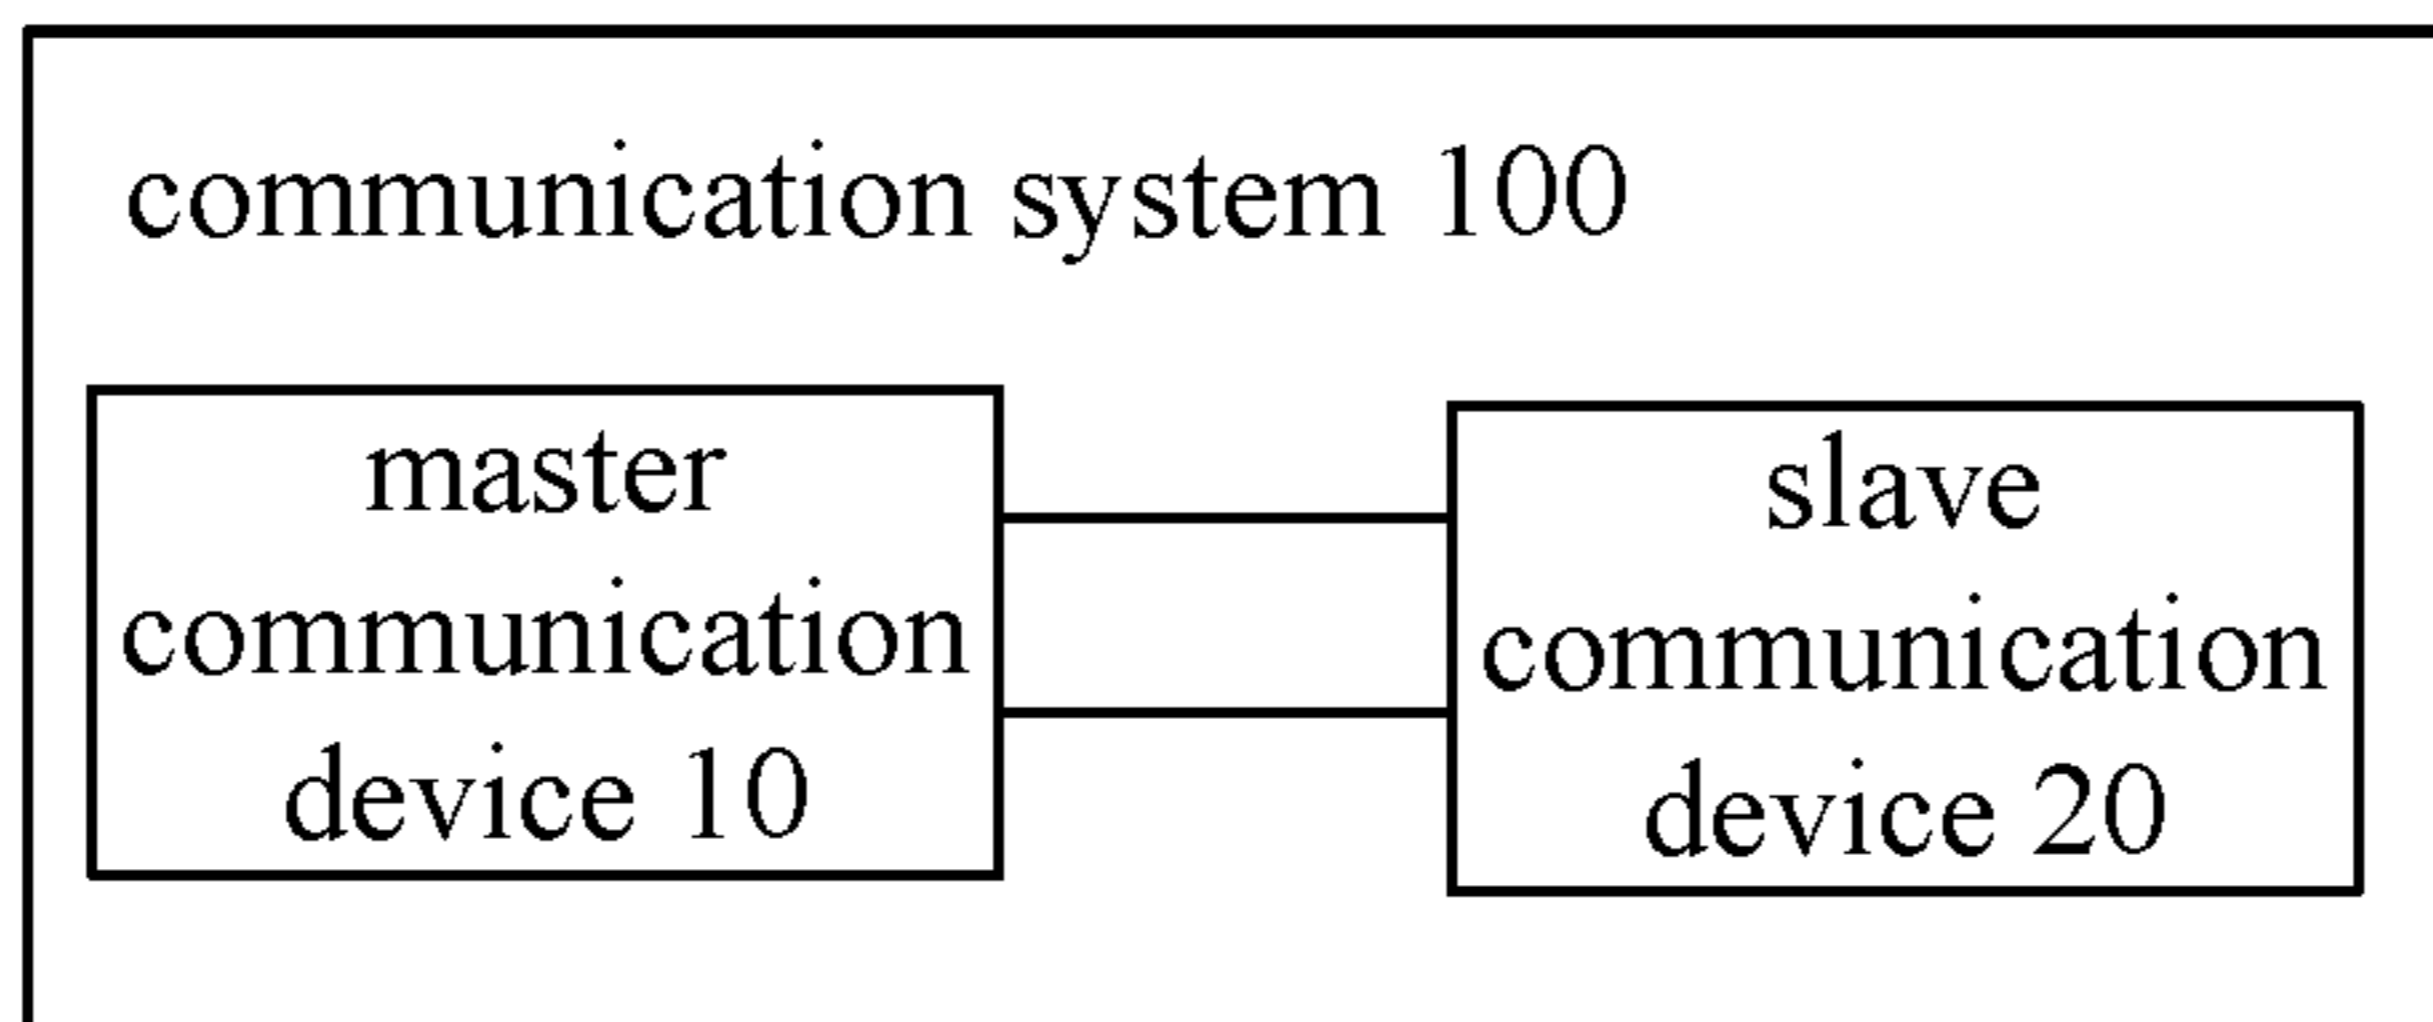 communication system 100
master
communication
device 10
slave
communication
device 20